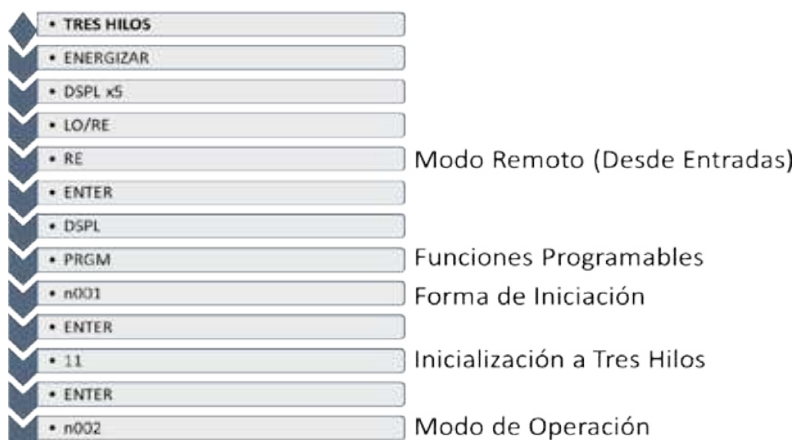 • TRES HILOS
• ENERGIZAR
• DSPL x5
• LO/RE
• RE Modo Remoto (Desde Entradas)
• ENTER
• DSPL
• PRGM Funciones Programables
• n001 Forma de Iniciación
• ENTER
• 11 Inicialización a Tres Hilos
• ENTER
• n002 Modo de Operación